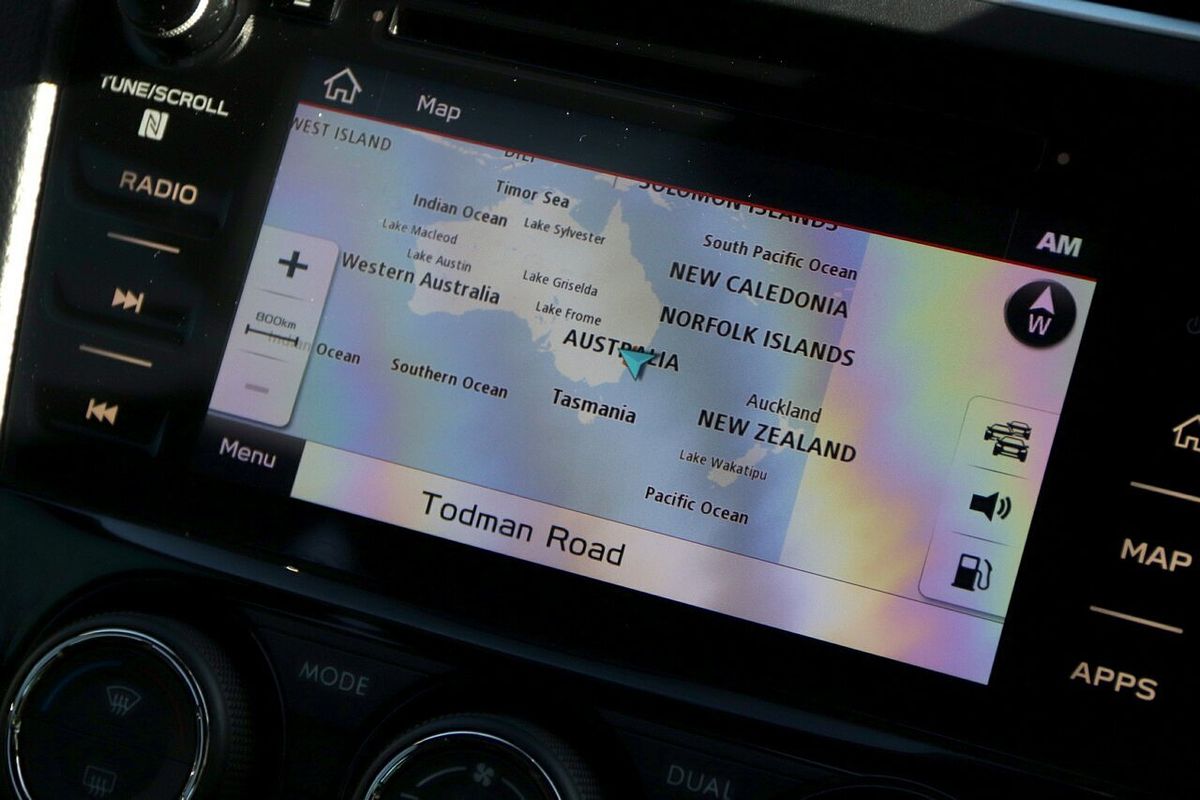 TUNE/SCROLL
RADIO
Map
AM
WEST ISLAND
Timor Sea
SOLOMON ISLANDS
Indian Ocean
Lake Sylvester
Lake Macleod
South Pacific Ocean
Lake Austin
Western Australia
Lake Griselda
NEW CALEDONIA
W
Lake Frome
NORFOLK ISLANDS
800km
AUSTRALIA
Indian Ocean
Southern Ocean
Tasmania
Auckland
NEW ZEALAND
Lake Wakatipu
Pacific Ocean
Menu
Todman Road
MAP
APPS
MODE
DUAL